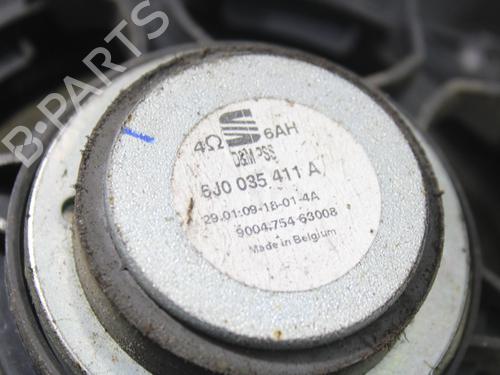 B-PARTS
4Ω 6AH
D&M PSS
6J0 035 411 A
29.01.09-18-01-4A
9004.754-63008
Made in Belgium